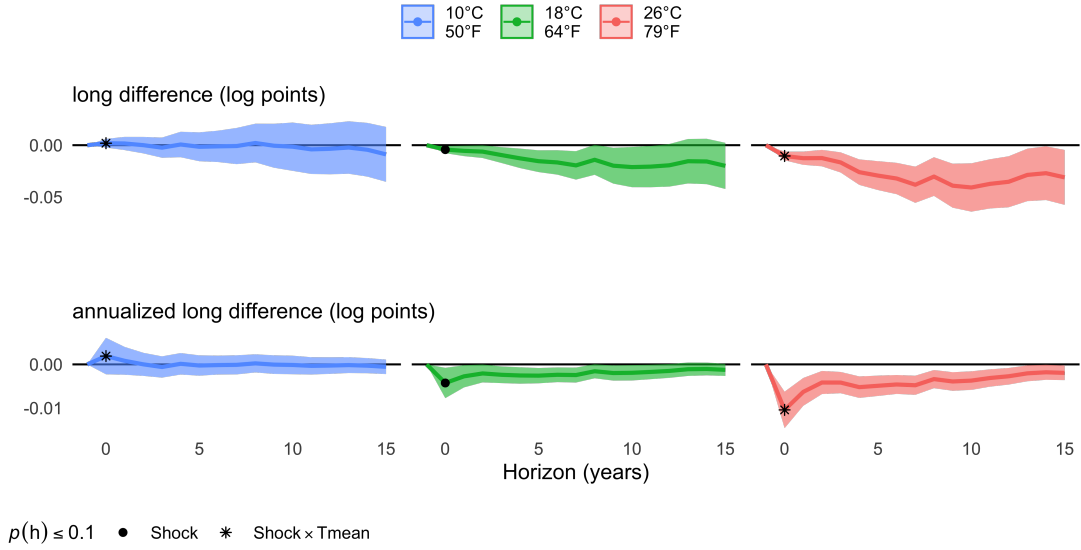 10°C 18°C 26°C
50°F 64°F 79°F
long difference (log points)
0.00
-0.05
annualized long difference (log points)
0.00
-0.01
0 5 10 15 0 5 10 15 0 5 10 15
Horizon (years)
p(h) ≤ 0.1 Shock Shock × Tmean